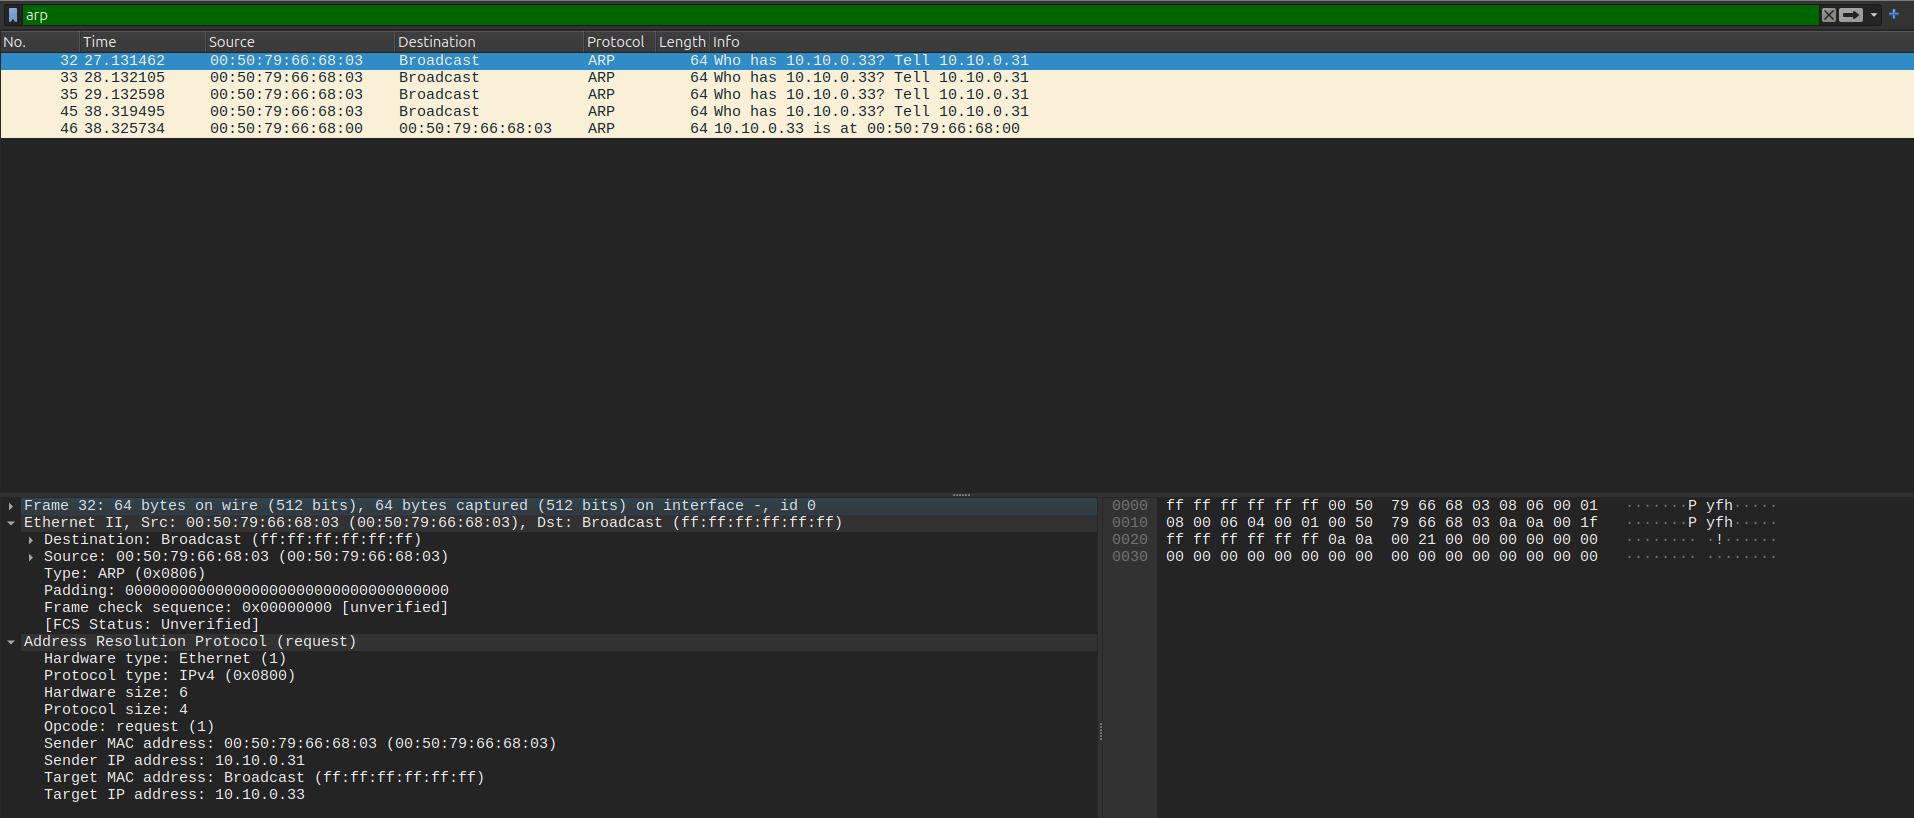 arp
No. Time Source Destination Protocol Length Info
32 27.131462 00:50:79:66:68:03 Broadcast ARP 64 Who has 10.10.0.33? Tell 10.10.0.31
33 28.132105 00:50:79:66:68:03 Broadcast ARP 64 Who has 10.10.0.33? Tell 10.10.0.31
35 29.132598 00:50:79:66:68:03 Broadcast ARP 64 Who has 10.10.0.33? Tell 10.10.0.31
45 38.319495 00:50:79:66:68:03 Broadcast ARP 64 Who has 10.10.0.33? Tell 10.10.0.31
46 38.325734 00:50:79:66:68:00 00:50:79:66:68:03 ARP 64 10.10.0.33 is at 00:50:79:66:68:00
Frame 32: 64 bytes on wire (512 bits), 64 bytes captured (512 bits) on interface -, id 0
Ethernet II, Src: 00:50:79:66:68:03 (00:50:79:66:68:03), Dst: Broadcast (ff:ff:ff:ff:ff:ff)
Destination: Broadcast (ff:ff:ff:ff:ff:ff)
Source: 00:50:79:66:68:03 (00:50:79:66:68:03)
Type: ARP (0x0806)
Padding: 000000000000000000000000000000000000
Frame check sequence: 0x00000000 [unverified]
[FCS Status: Unverified]
Address Resolution Protocol (request)
Hardware type: Ethernet (1)
Protocol type: IPv4 (0x0800)
Hardware size: 6
Protocol size: 4
Opcode: request (1)
Sender MAC address: 00:50:79:66:68:03 (00:50:79:66:68:03)
Sender IP address: 10.10.0.31
Target MAC address: Broadcast (ff:ff:ff:ff:ff:ff)
Target IP address: 10.10.0.33
0000 ff ff ff ff ff ff 00 50 79 66 68 03 08 06 00 01 ·······P yfh·····
0010 08 00 06 04 00 01 00 50 79 66 68 03 0a 0a 00 1f ·······P yfh·····
0020 ff ff ff ff ff ff 0a 0a 00 21 00 00 00 00 00 00 ········ ·!······
0030 00 00 00 00 00 00 00 00 00 00 00 00 00 00 00 00 ········ ········